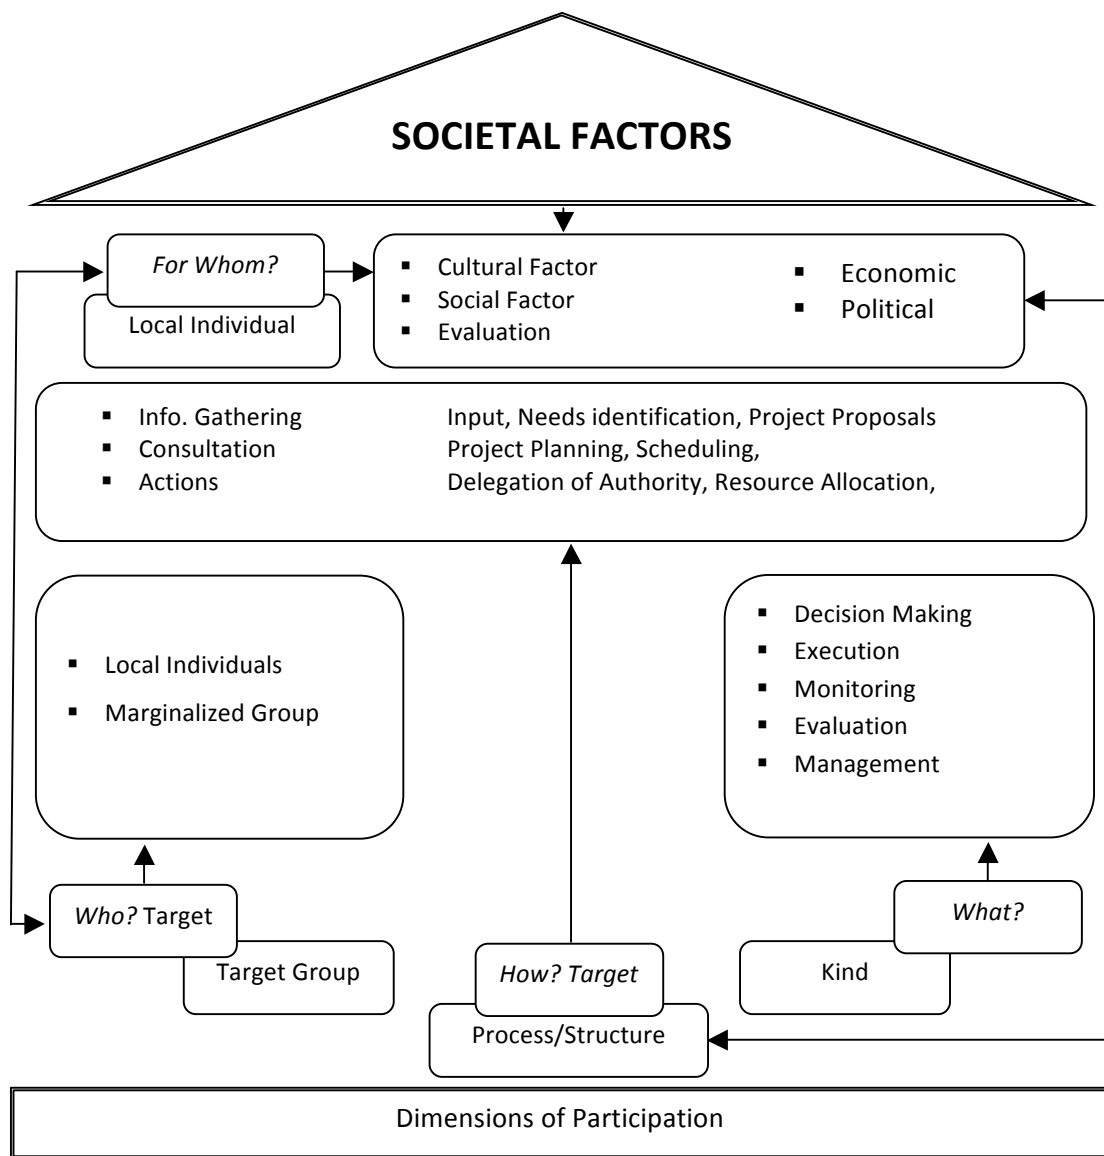 SOCIETAL FACTORS
For Whom?
Local Individual
▪ Cultural Factor
▪ Social Factor
▪ Evaluation
▪ Economic
▪ Political
▪ Info. Gathering Input, Needs identification, Project Proposals
▪ Consultation Project Planning, Scheduling,
▪ Actions Delegation of Authority, Resource Allocation,
▪ Local Individuals
▪ Marginalized Group
▪ Decision Making
▪ Execution
▪ Monitoring
▪ Evaluation
▪ Management
Who? Target
Target Group
How? Target
Process/Structure
What?
Kind
Dimensions of Participation